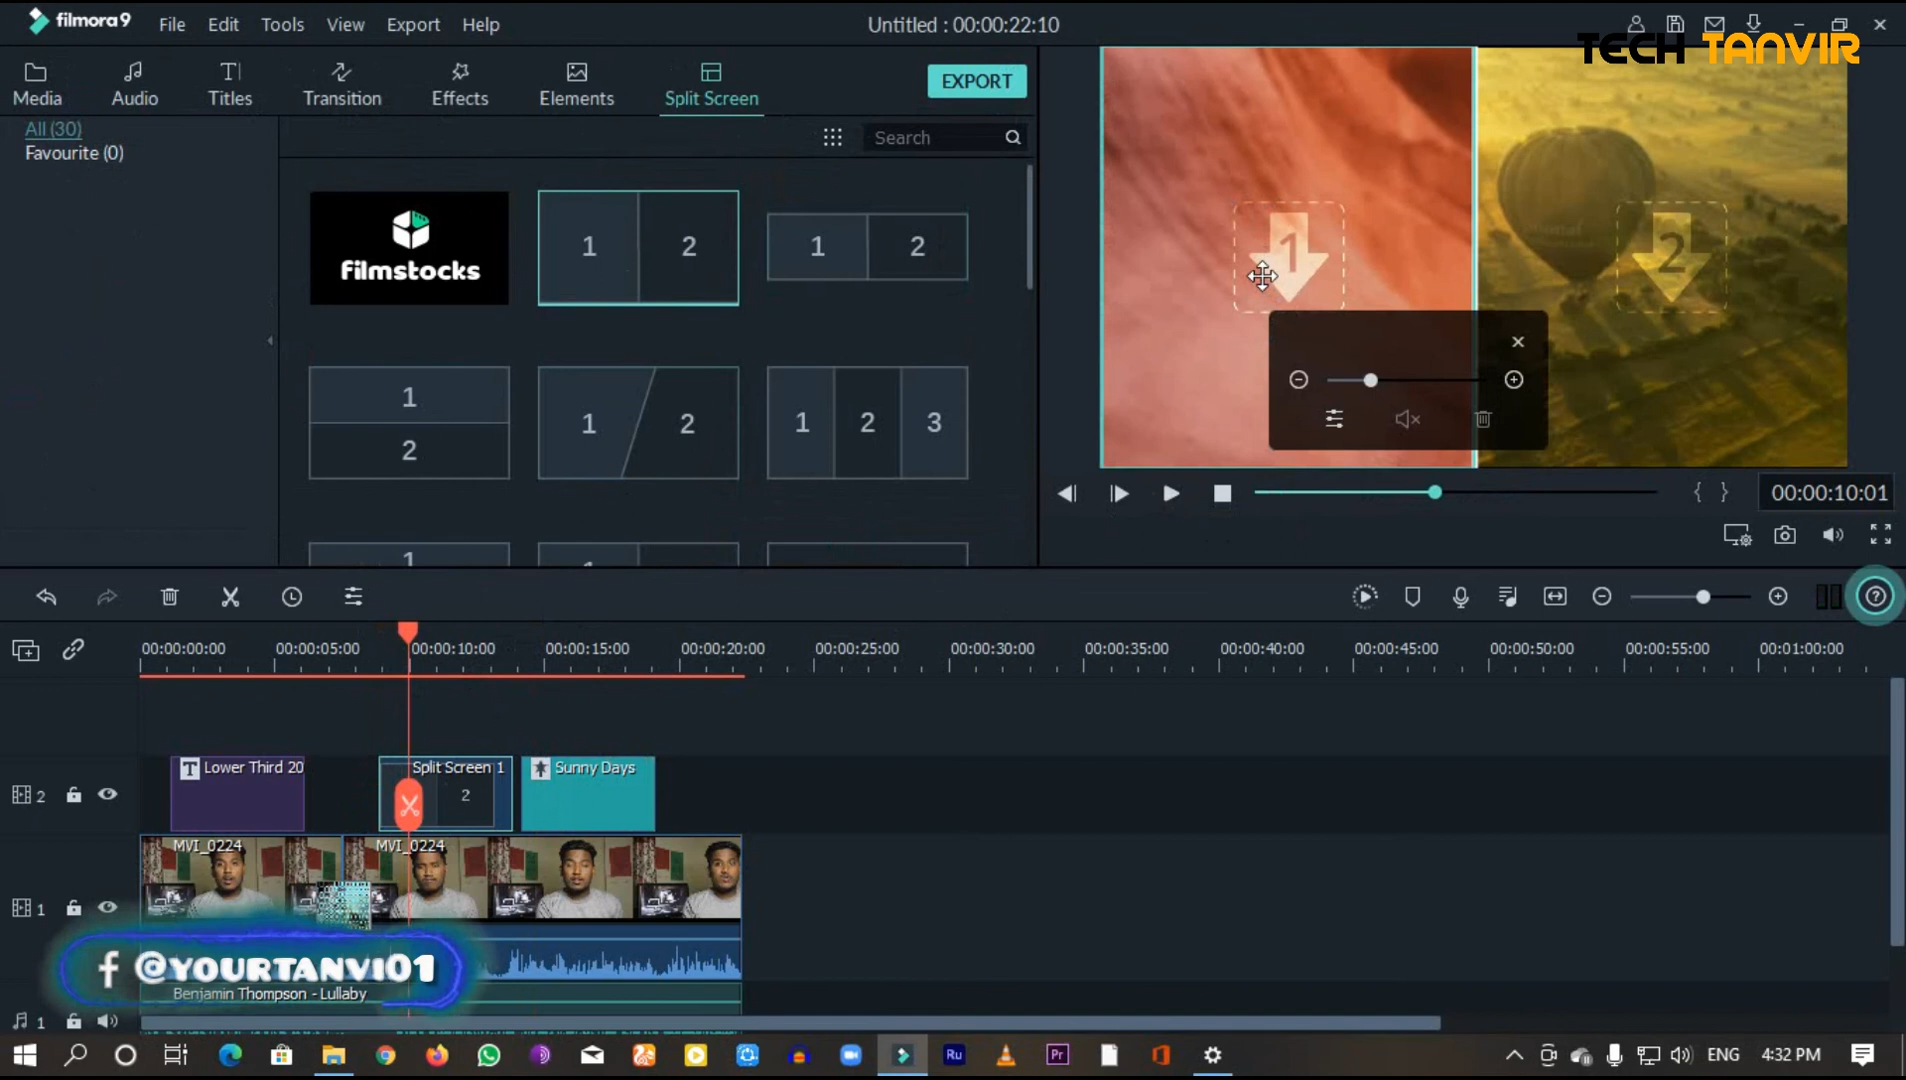 filmora9 File Edit Tools View Export Help Untitled : 00:00:22:10
TECH TANVIR
Media Audio Titles Transition Effects Elements Split Screen EXPORT
All (30)
Favourite (0)
Search
filmstocks
1 2
1 2
1
2
1 2
1 2 3
1
1
2
00:00:10:01
00:00:00:00 00:00:05:00 00:00:10:00 00:00:15:00 00:00:20:00 00:00:25:00 00:00:30:00 00:00:35:00 00:00:40:00 00:00:45:00 00:00:50:00 00:00:55:00 00:01:00:00
2
Lower Third 20
Split Screen 1
2
Sunny Days
1
MVI_0224
MVI_0224
f @YOURTANVI01
Benjamin Thompson - Lullaby
1
Ru
Pr
ENG 4:32 PM